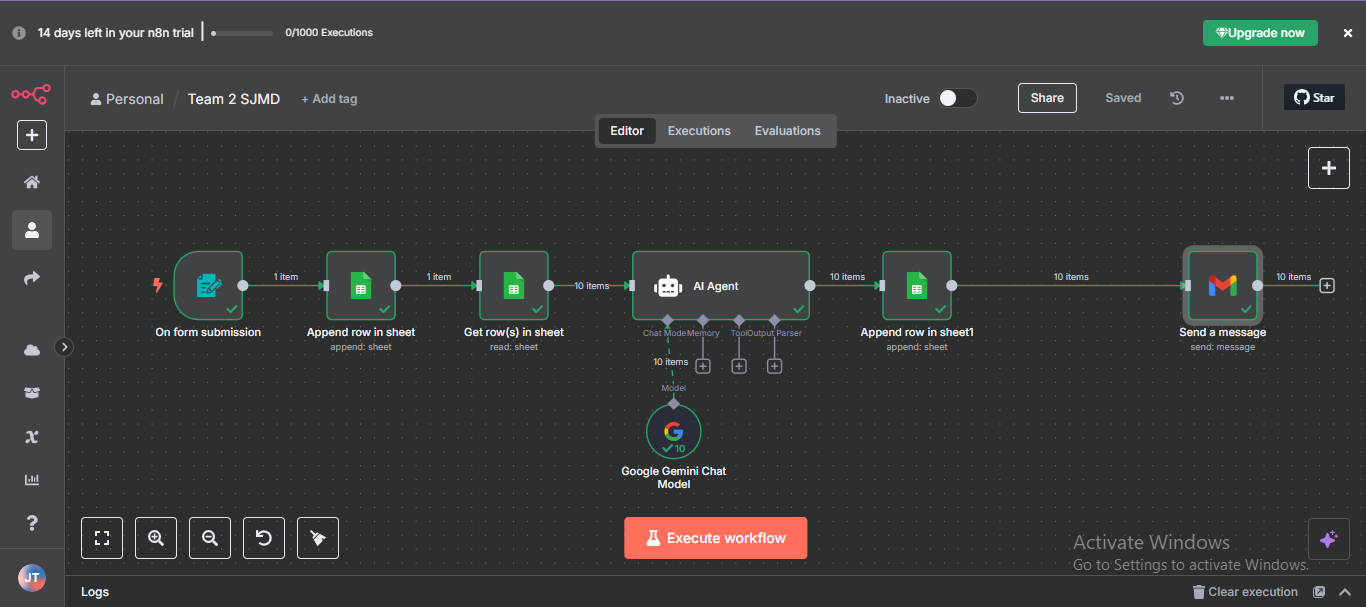 14 days left in your n8n trial
0/1000 Executions
Upgrade now
Personal / Team 2 SJMD + Add tag
Inactive
Share
Saved
Star
Editor Executions Evaluations
1 item
1 item
10 items
AI Agent
10 items
10 items
10 items
On form submission
Append row in sheet
append: sheet
Get row(s) in sheet
read: sheet
Chat Model
Memory
Tool
Output Parser
Append row in sheet1
append: sheet
Send a message
send: message
10 items
Model
10
Google Gemini Chat
Model
Execute workflow
Activate Windows
Go to Settings to activate Windows.
JT
Logs
Clear execution